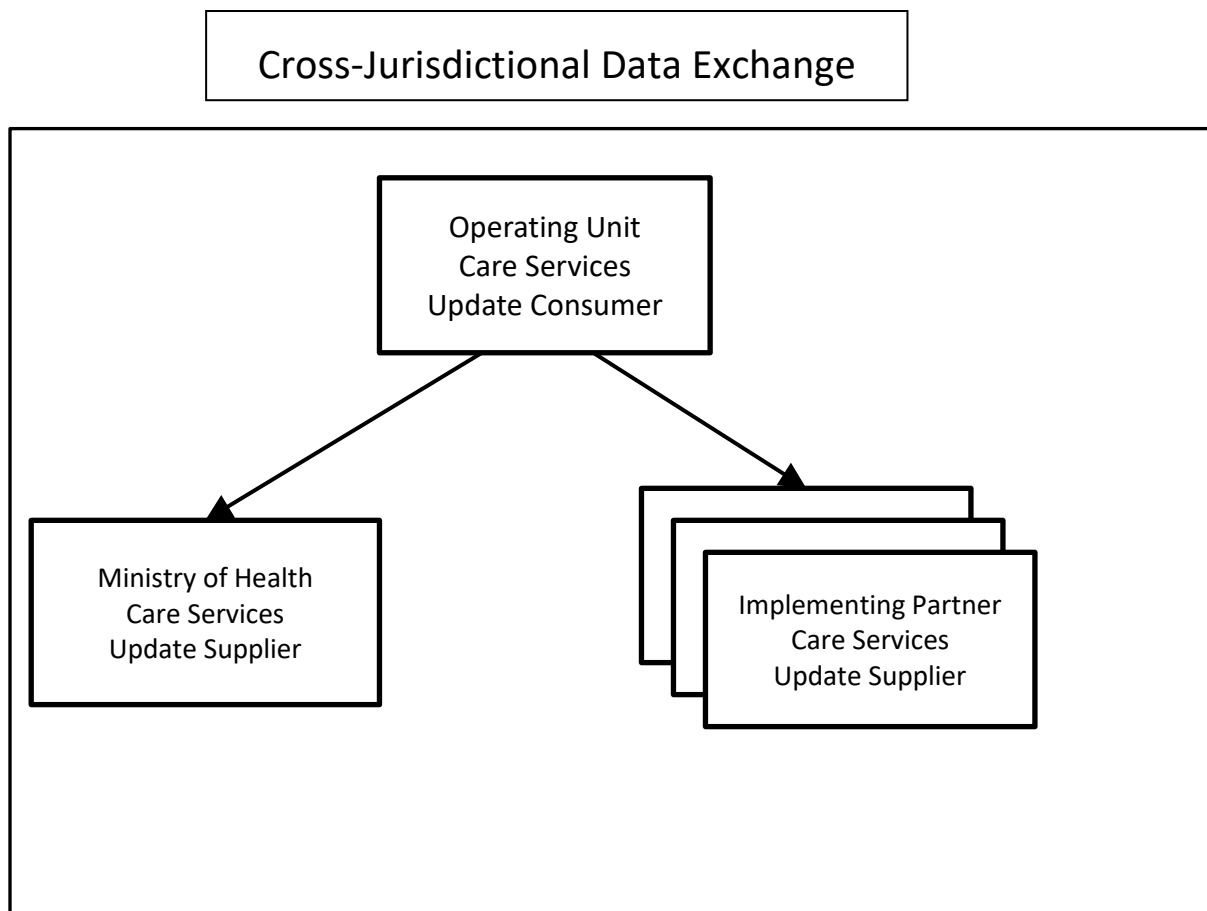 Cross-Jurisdictional Data Exchange
Operating Unit
Care Services
Update Consumer
Ministry of Health
Care Services
Update Supplier
Implementing Partner
Care Services
Update Supplier